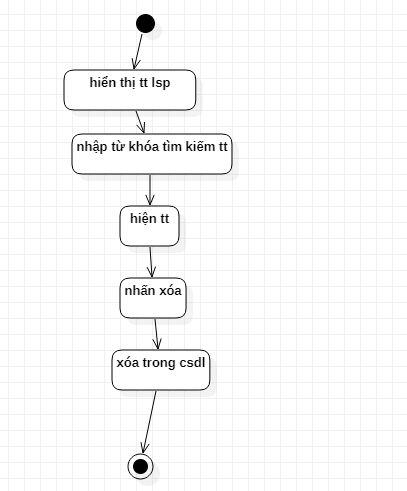 hiển thị tt lsp
nhập từ khóa tìm kiếm tt
hiện tt
nhấn xóa
xóa trong csdl